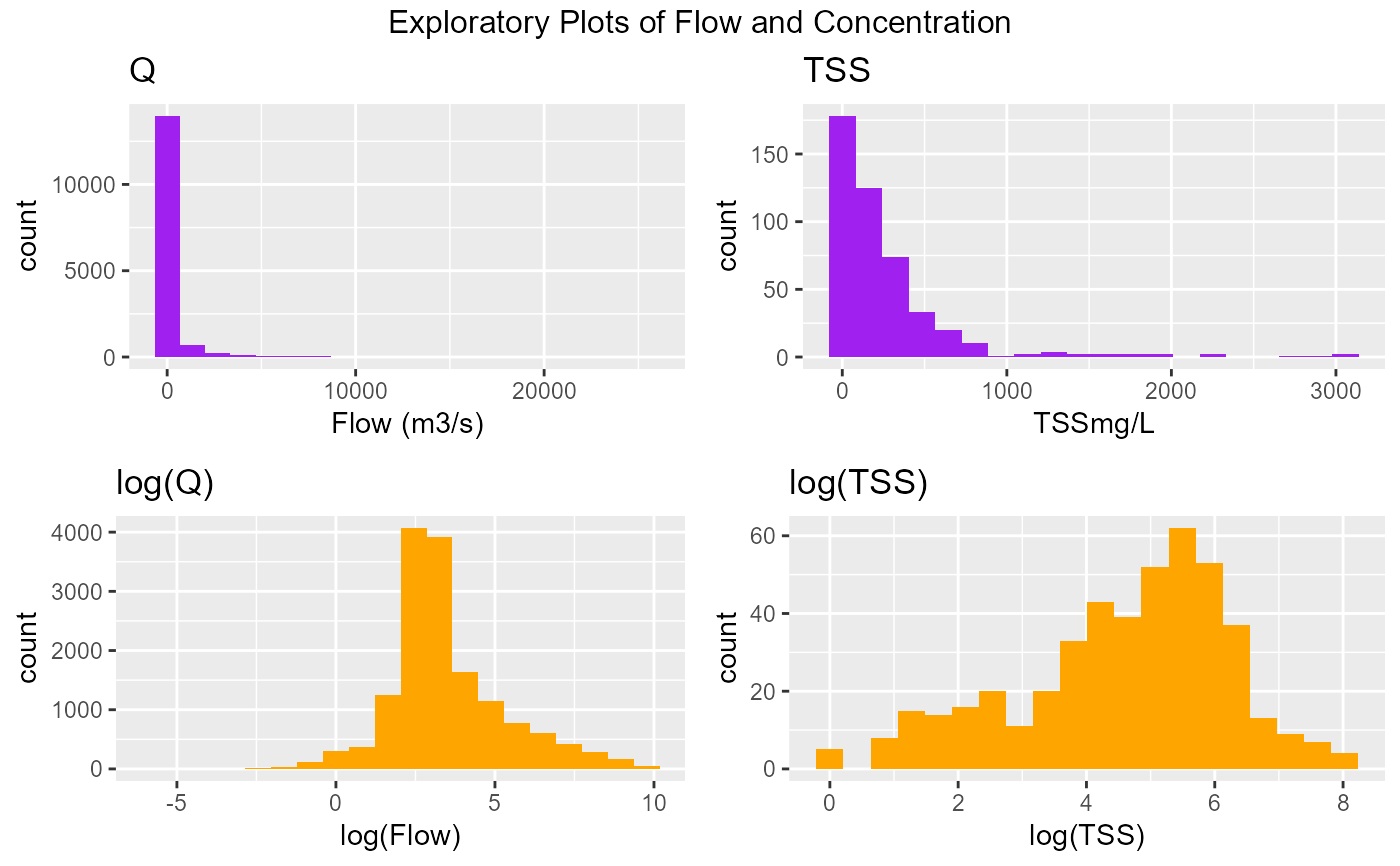 Exploratory Plots of Flow and Concentration
Q
count
10000
5000
0
0 10000 20000
Flow (m3/s)
TSS
count
150
100
50
0
0 1000 2000 3000
TSSmg/L
log(Q)
count
4000
3000
2000
1000
0
-5 0 5 10
log(Flow)
log(TSS)
count
60
40
20
0
0 2 4 6 8
log(TSS)